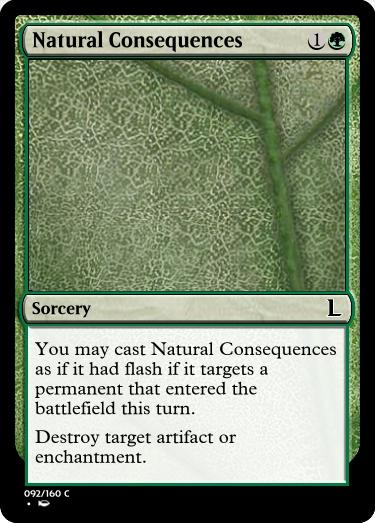 Natural Consequences 1
Sorcery L
You may cast Natural Consequences
as if it had flash if it targets a
permanent that entered the
battlefield this turn.
Destroy target artifact or
enchantment.
092/160 C